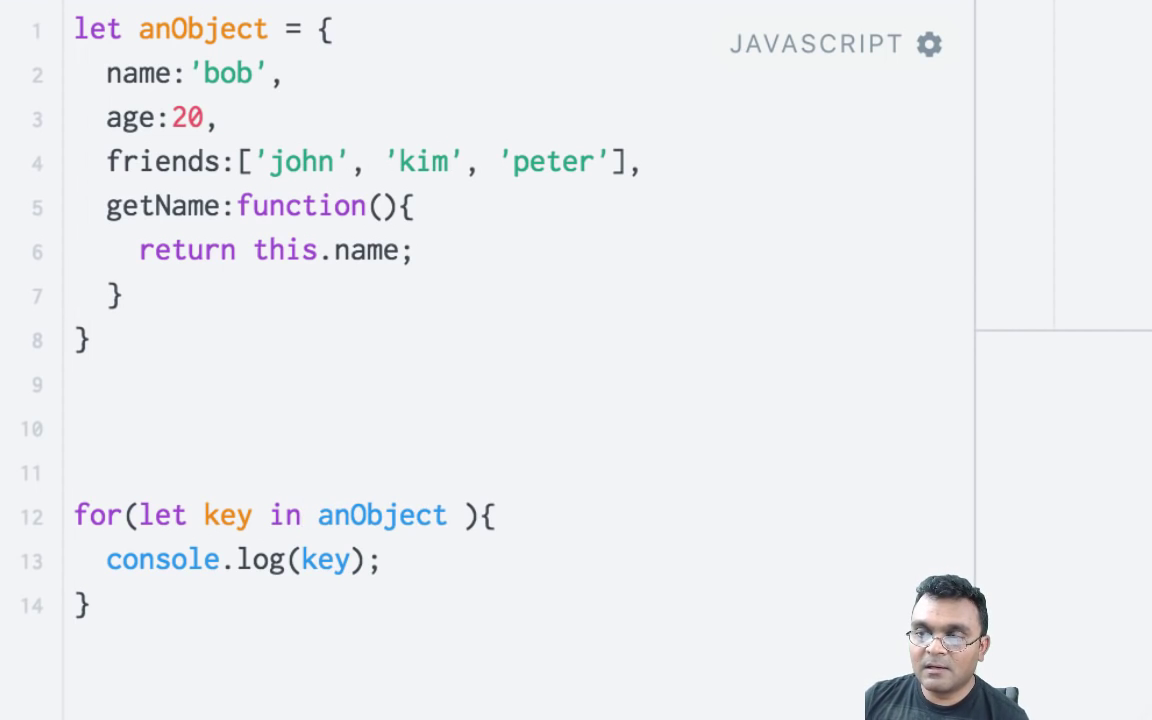 1 let anObject = {
JAVASCRIPT
2   name:'bob',
3   age:20,
4   friends:['john', 'kim', 'peter'],
5   getName:function(){
6     return this.name;
7   }
8 }
9
10
11
12 for(let key in anObject ){
13   console.log(key);
14 }